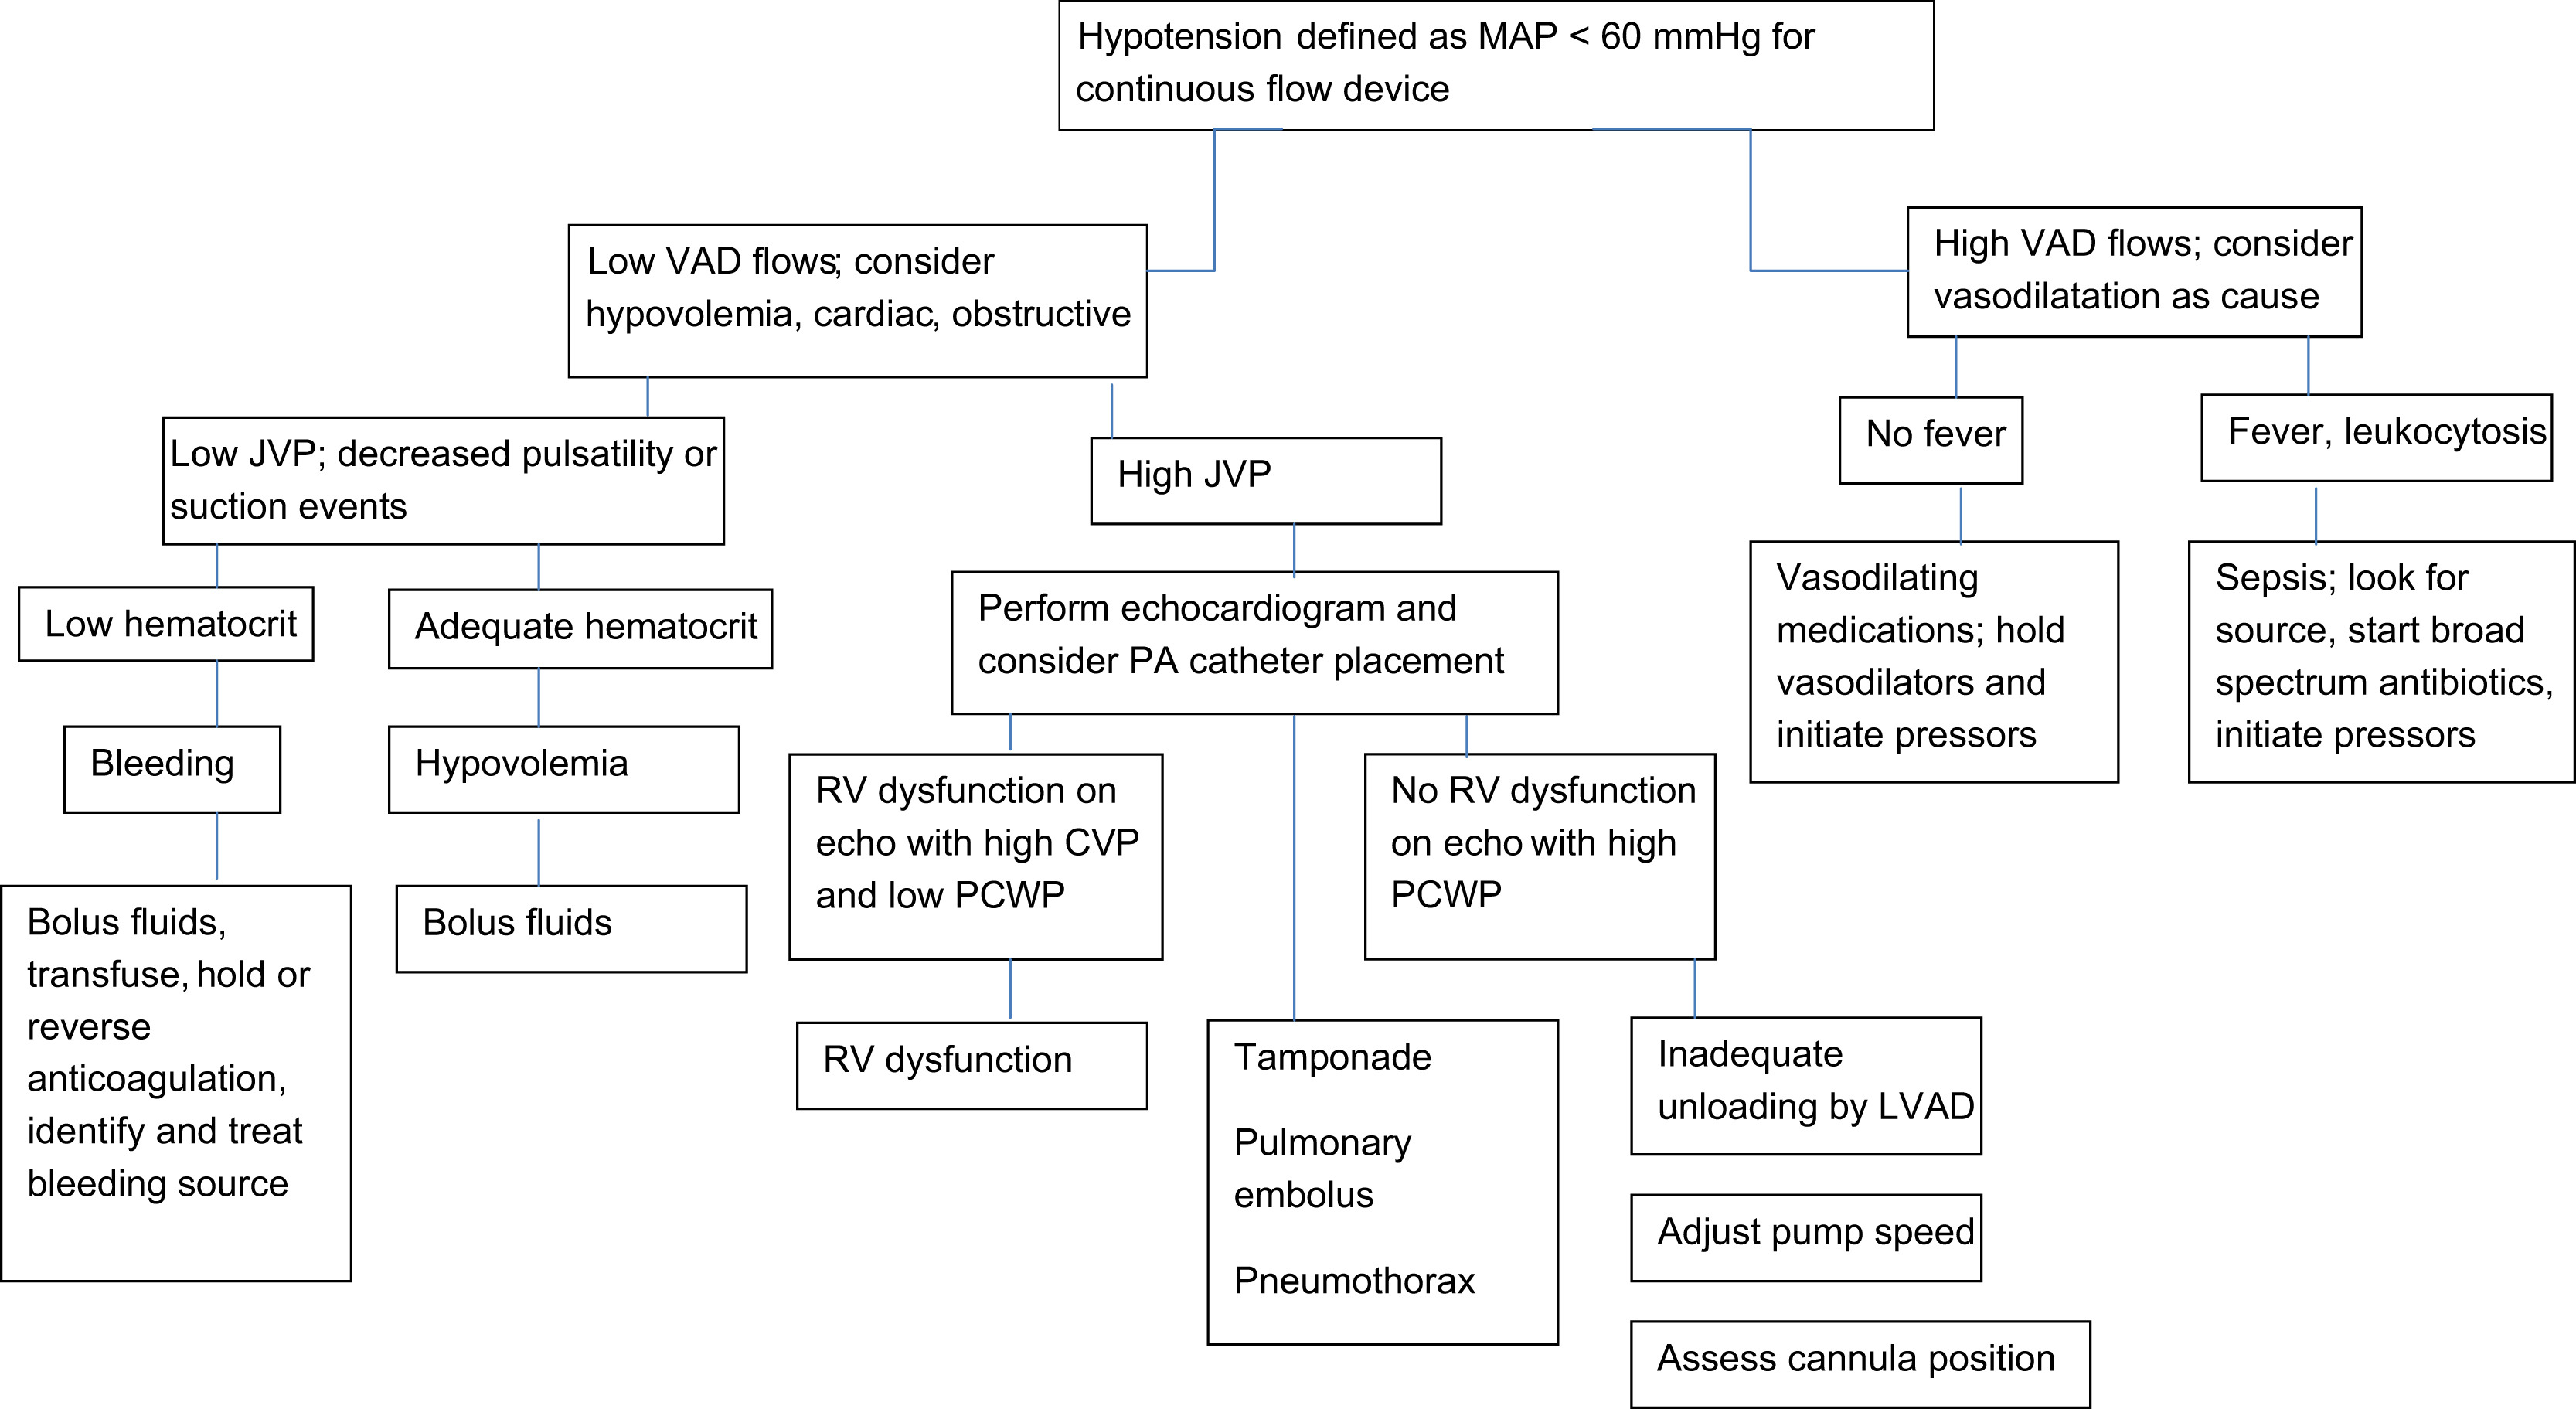 Hypotension defined as MAP < 60 mmHg for
continuous flow device
Low VAD flows; consider
hypovolemia, cardiac, obstructive
High VAD flows; consider
vasodilatation as cause
Low JVP; decreased pulsatility or
suction events
High JVP
No fever
Fever, leukocytosis
Low hematocrit
Adequate hematocrit
Perform echocardiogram and
consider PA catheter placement
Vasodilating
medications; hold
vasodilators and
initiate pressors
Sepsis; look for
source, start broad
spectrum antibiotics,
initiate pressors
Bleeding
Hypovolemia
RV dysfunction on
echo with high CVP
and low PCWP
No RV dysfunction
on echo with high
PCWP
Bolus fluids,
transfuse, hold or
reverse
anticoagulation,
identify and treat
bleeding source
Bolus fluids
RV dysfunction
Tamponade
Pulmonary
embolus
Pneumothorax
Inadequate
unloading by LVAD
Adjust pump speed
Assess cannula position